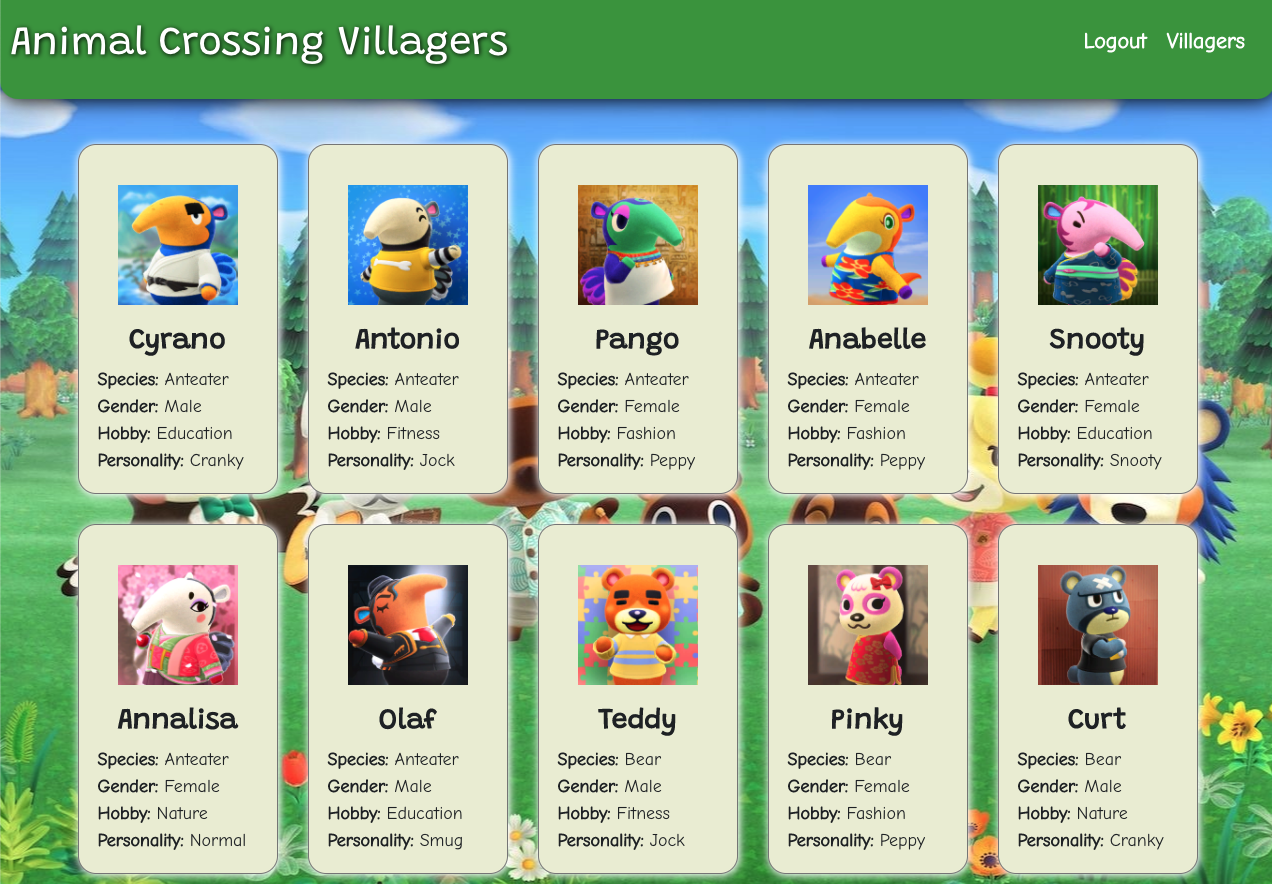 Animal Crossing Villagers
Logout Villagers
Cyrano
Species: Anteater
Gender: Male
Hobby: Education
Personality: Cranky
Antonio
Species: Anteater
Gender: Male
Hobby: Fitness
Personality: Jock
Pango
Species: Anteater
Gender: Female
Hobby: Fashion
Personality: Peppy
Anabelle
Species: Anteater
Gender: Female
Hobby: Fashion
Personality: Peppy
Snooty
Species: Anteater
Gender: Female
Hobby: Education
Personality: Snooty
Annalisa
Species: Anteater
Gender: Female
Hobby: Nature
Personality: Normal
Olaf
Species: Anteater
Gender: Male
Hobby: Education
Personality: Smug
Teddy
Species: Bear
Gender: Male
Hobby: Fitness
Personality: Jock
Pinky
Species: Bear
Gender: Female
Hobby: Fashion
Personality: Peppy
Curt
Species: Bear
Gender: Male
Hobby: Nature
Personality: Cranky